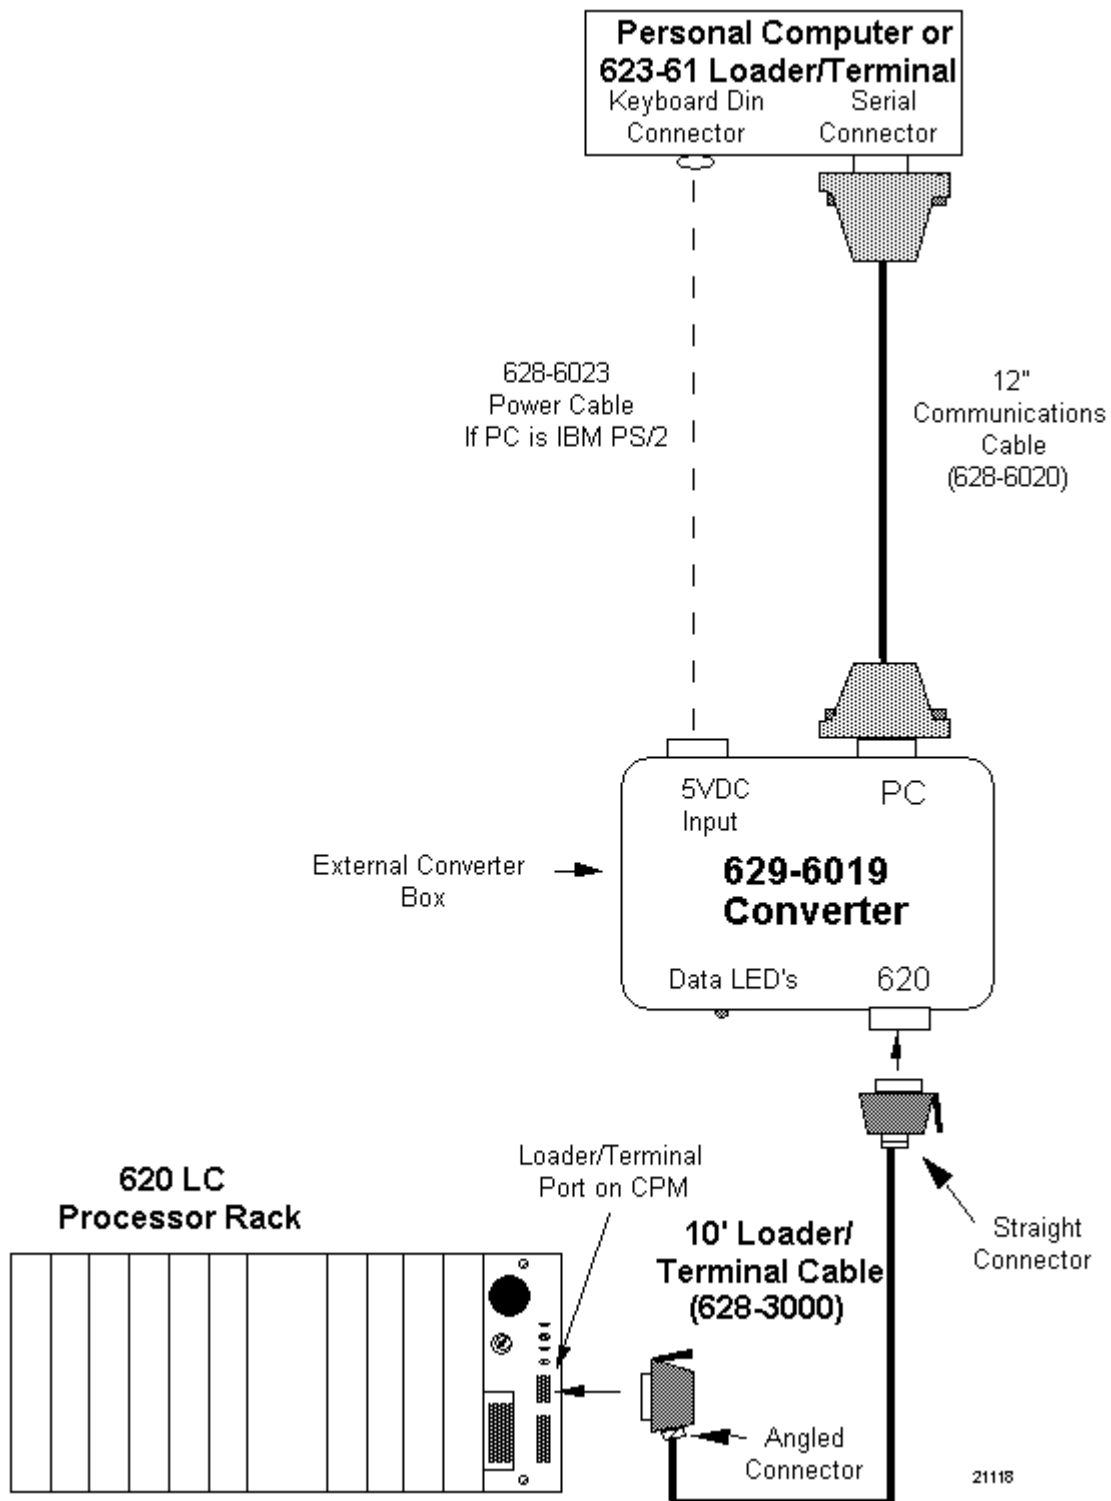 Personal Computer or
623-61 Loader/Terminal
Keyboard Din
Connector
Serial
Connector
628-6023
Power Cable
If PC is IBM PS/2
12"
Communications
Cable
(628-6020)
5VDC
Input
PC
External Converter
Box
629-6019
Converter
Data LED's
620
Loader/Terminal
Port on CPM
620 LC
Processor Rack
Straight
Connector
10' Loader/
Terminal Cable
(628-3000)
Angled
Connector
21118